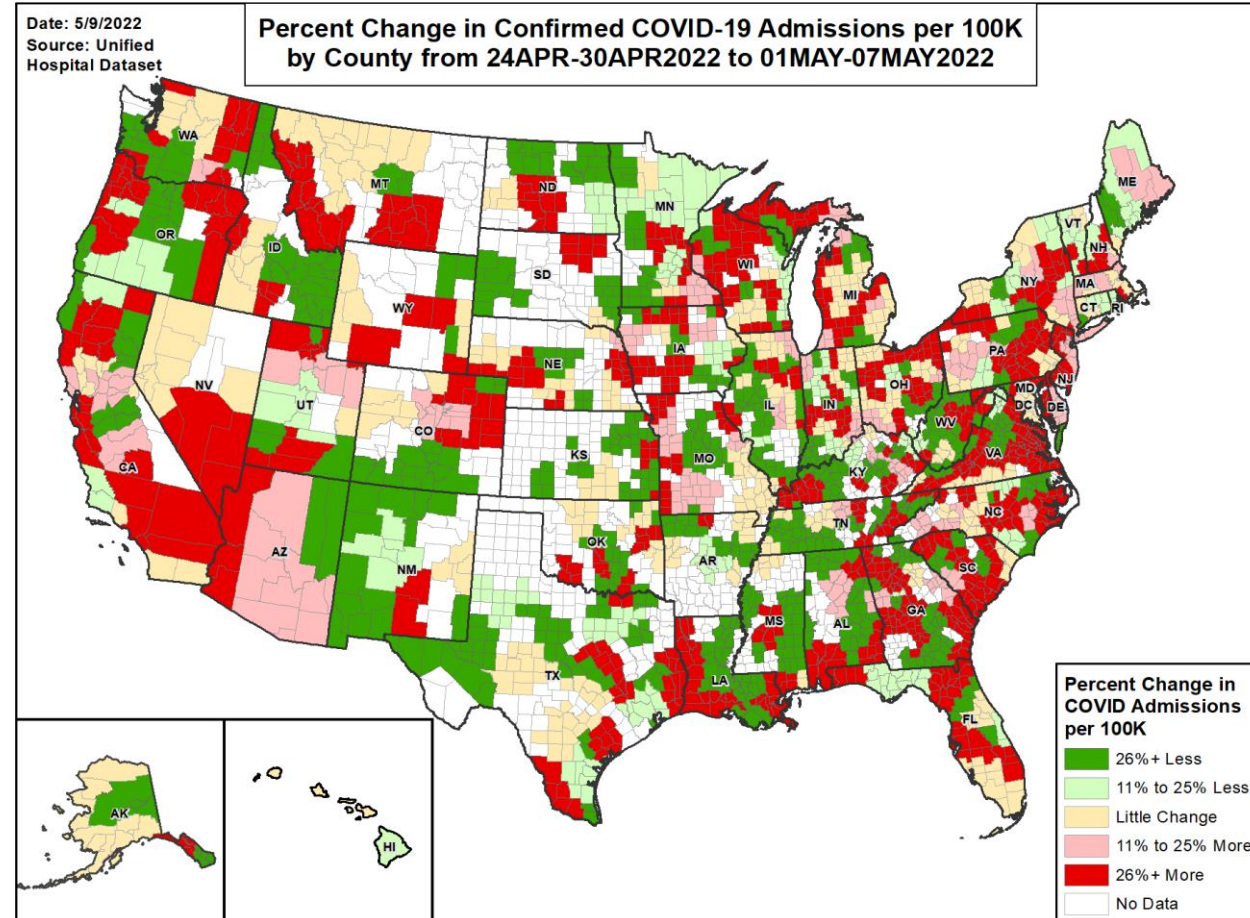 Date: 5/9/2022
Source: Unified
Hospital Dataset
Percent Change in Confirmed COVID-19 Admissions per 100K
by County from 24APR-30APR2022 to 01MAY-07MAY2022
WA
MT
ND
MN
ME
OR
ID
SD
WI
VT
NH
NY
MA
WY
MI
CT
RI
IA
PA
NE
NV
OH
NJ
MD
UT
IL
IN
DC
DE
CO
WV
CA
KS
MO
VA
KY
NC
TN
AZ
OK
NM
AR
SC
MS
AL
GA
TX
LA
FL
AK
HI
Percent Change in
COVID Admissions
per 100K
26%+ Less
11% to 25% Less
Little Change
11% to 25% More
26%+ More
No Data